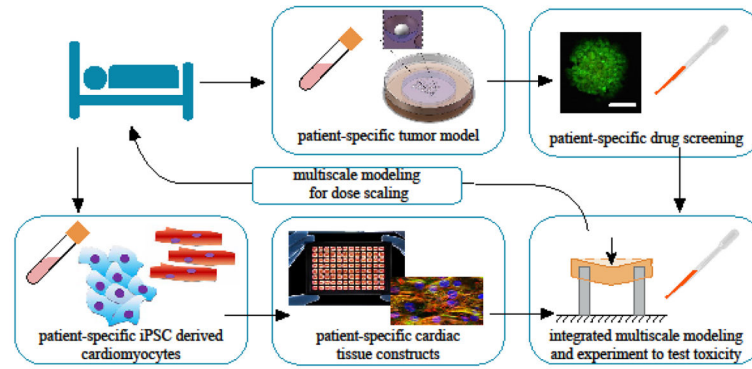 patient-specific tumor model
patient-specific drug screening
multiscale modeling
for dose scaling
patient-specific iPSC derived
cardiomyocytes
patient-specific cardiac
tissue constructs
integrated multiscale modeling
and experiment to test toxicity